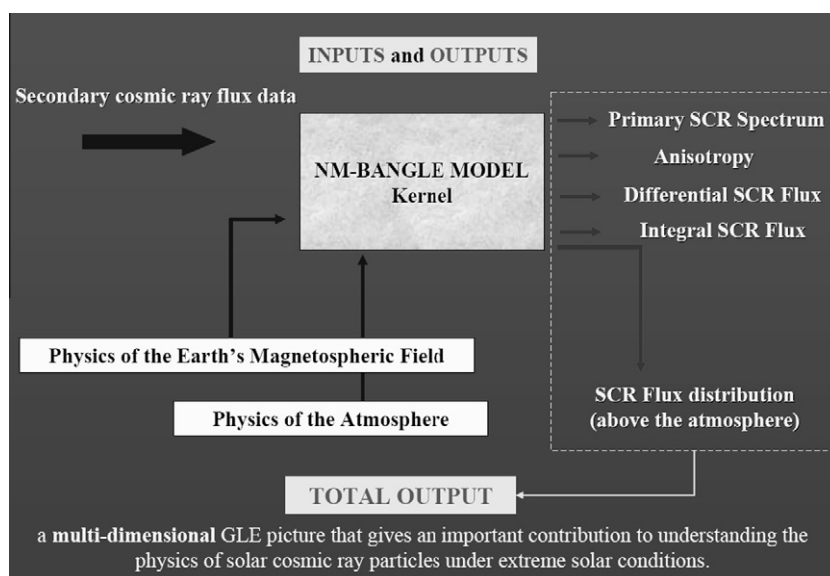 INPUTS and OUTPUTS
Secondary cosmic ray flux data
NM-BANGLE MODEL
Kernel
Primary SCR Spectrum
Anisotropy
Differential SCR Flux
Integral SCR Flux
Physics of the Earth's Magnetospheric Field
Physics of the Atmosphere
SCR Flux distribution
(above the atmosphere)
TOTAL OUTPUT
a multi-dimensional GLE picture that gives an important contribution to understanding the
physics of solar cosmic ray particles under extreme solar conditions.